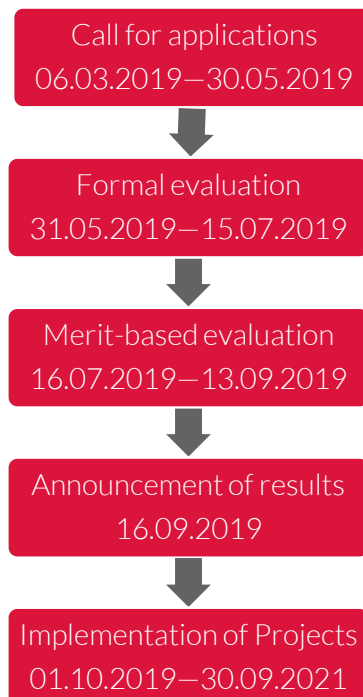 Call for applications
06.03.2019—30.05.2019
Formal evaluation
31.05.2019—15.07.2019
Merit-based evaluation
16.07.2019—13.09.2019
Announcement of results
16.09.2019
Implementation of Projects
01.10.2019—30.09.2021